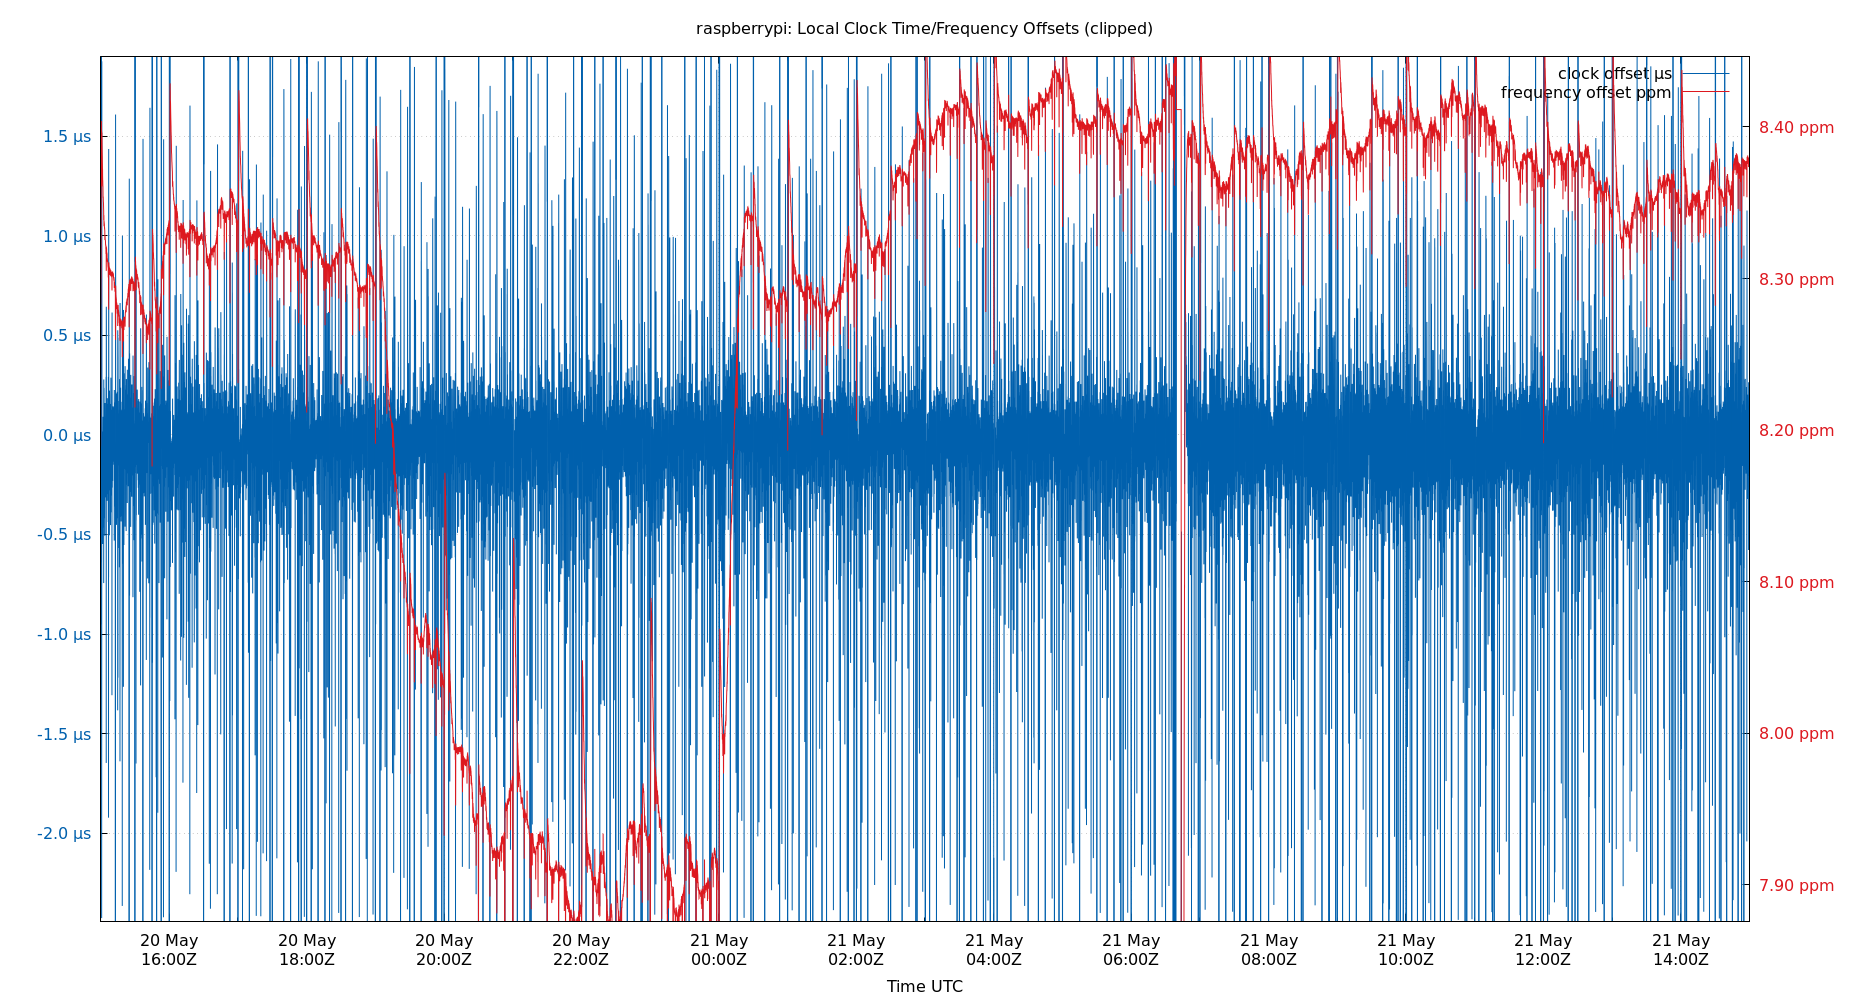 raspberrypi: Local Clock Time/Frequency Offsets (clipped)
clock offset µs
frequency offset ppm
1.5 µs
1.0 µs
0.5 µs
0.0 µs
-0.5 µs
-1.0 µs
-1.5 µs
-2.0 µs
8.40 ppm
8.30 ppm
8.20 ppm
8.10 ppm
8.00 ppm
7.90 ppm
20 May 20 May 20 May 20 May 21 May 21 May 21 May 21 May 21 May 21 May 21 May 21 May
16:00Z 18:00Z 20:00Z 22:00Z 00:00Z 02:00Z 04:00Z 06:00Z 08:00Z 10:00Z 12:00Z 14:00Z
Time UTC